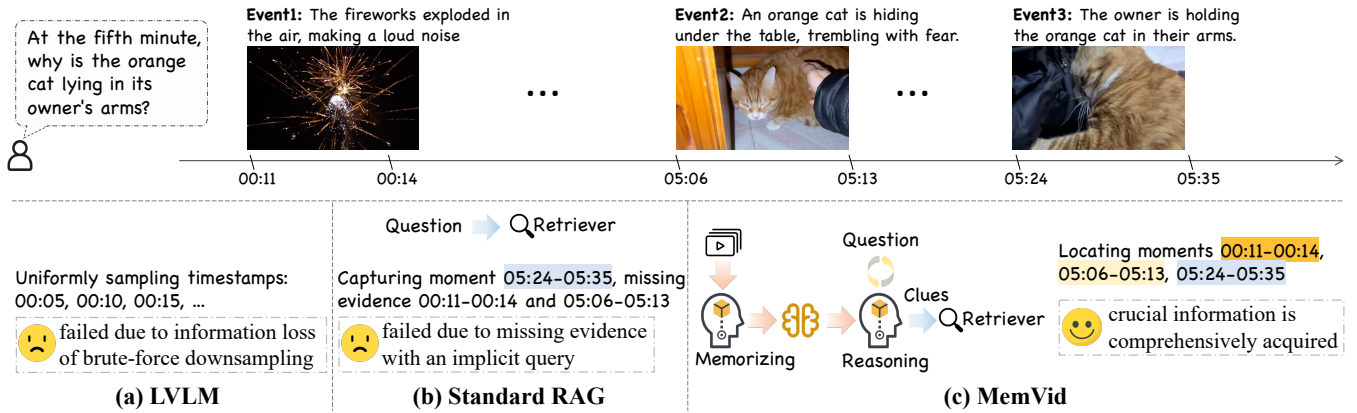 At the fifth minute,
why is the orange
cat lying in its
owner's arms?
Event1: The fireworks exploded in
the air, making a loud noise
Event2: An orange cat is hiding
under the table, trembling with fear.
Event3: The owner is holding
the orange cat in their arms.
...
...
00:11
00:14
05:06
05:13
05:24
05:35
Uniformly sampling timestamps:
00:05, 00:10, 00:15, ...
failed due to information loss
of brute-force downsampling
(a) LVLM
Question
Retriever
Capturing moment 05:24-05:35, missing
evidence 00:11-00:14 and 05:06-05:13
failed due to missing evidence
with an implicit query
(b) Standard RAG
Question
Clues
Retriever
Memorizing
Reasoning
Locating moments 00:11-00:14,
05:06-05:13, 05:24-05:35
crucial information is
comprehensively acquired
(c) MemVid